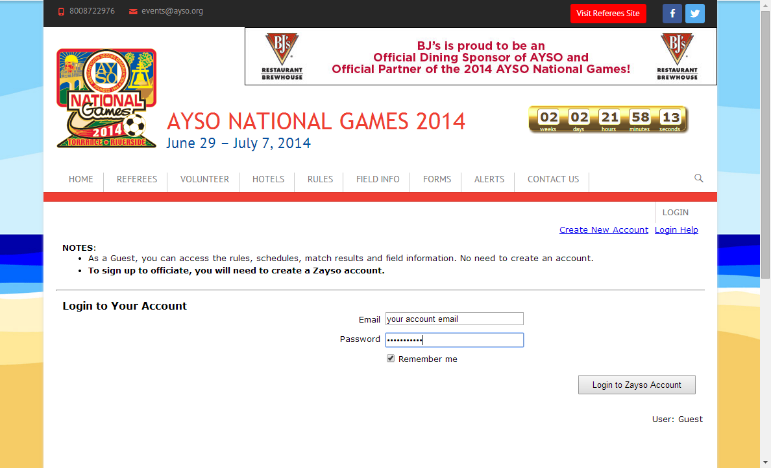 8008722976 events@ayso.org Visit Referees Site
BJ's
RESTAURANT
BREWHOUSE
BJ's is proud to be an
Official Dining Sponsor of AYSO and
Official Partner of the 2014 AYSO National Games!
BJ's
RESTAURANT
BREWHOUSE
AYSO
NATIONAL
Games
2014
TORRANCE • RIVERSIDE
AYSO NATIONAL GAMES 2014
June 29 – July 7, 2014
02 02 21 58 13
weeks days hours minutes seconds
HOME REFEREES VOLUNTEER HOTELS RULES FIELD INFO FORMS ALERTS CONTACT US
LOGIN
Create New Account Login Help
NOTES:
• As a Guest, you can access the rules, schedules, match results and field information. No need to create an account.
• To sign up to officiate, you will need to create a Zayso account.
Login to Your Account
Email your account email
Password •••••••••••
Remember me
Login to Zayso Account
User: Guest